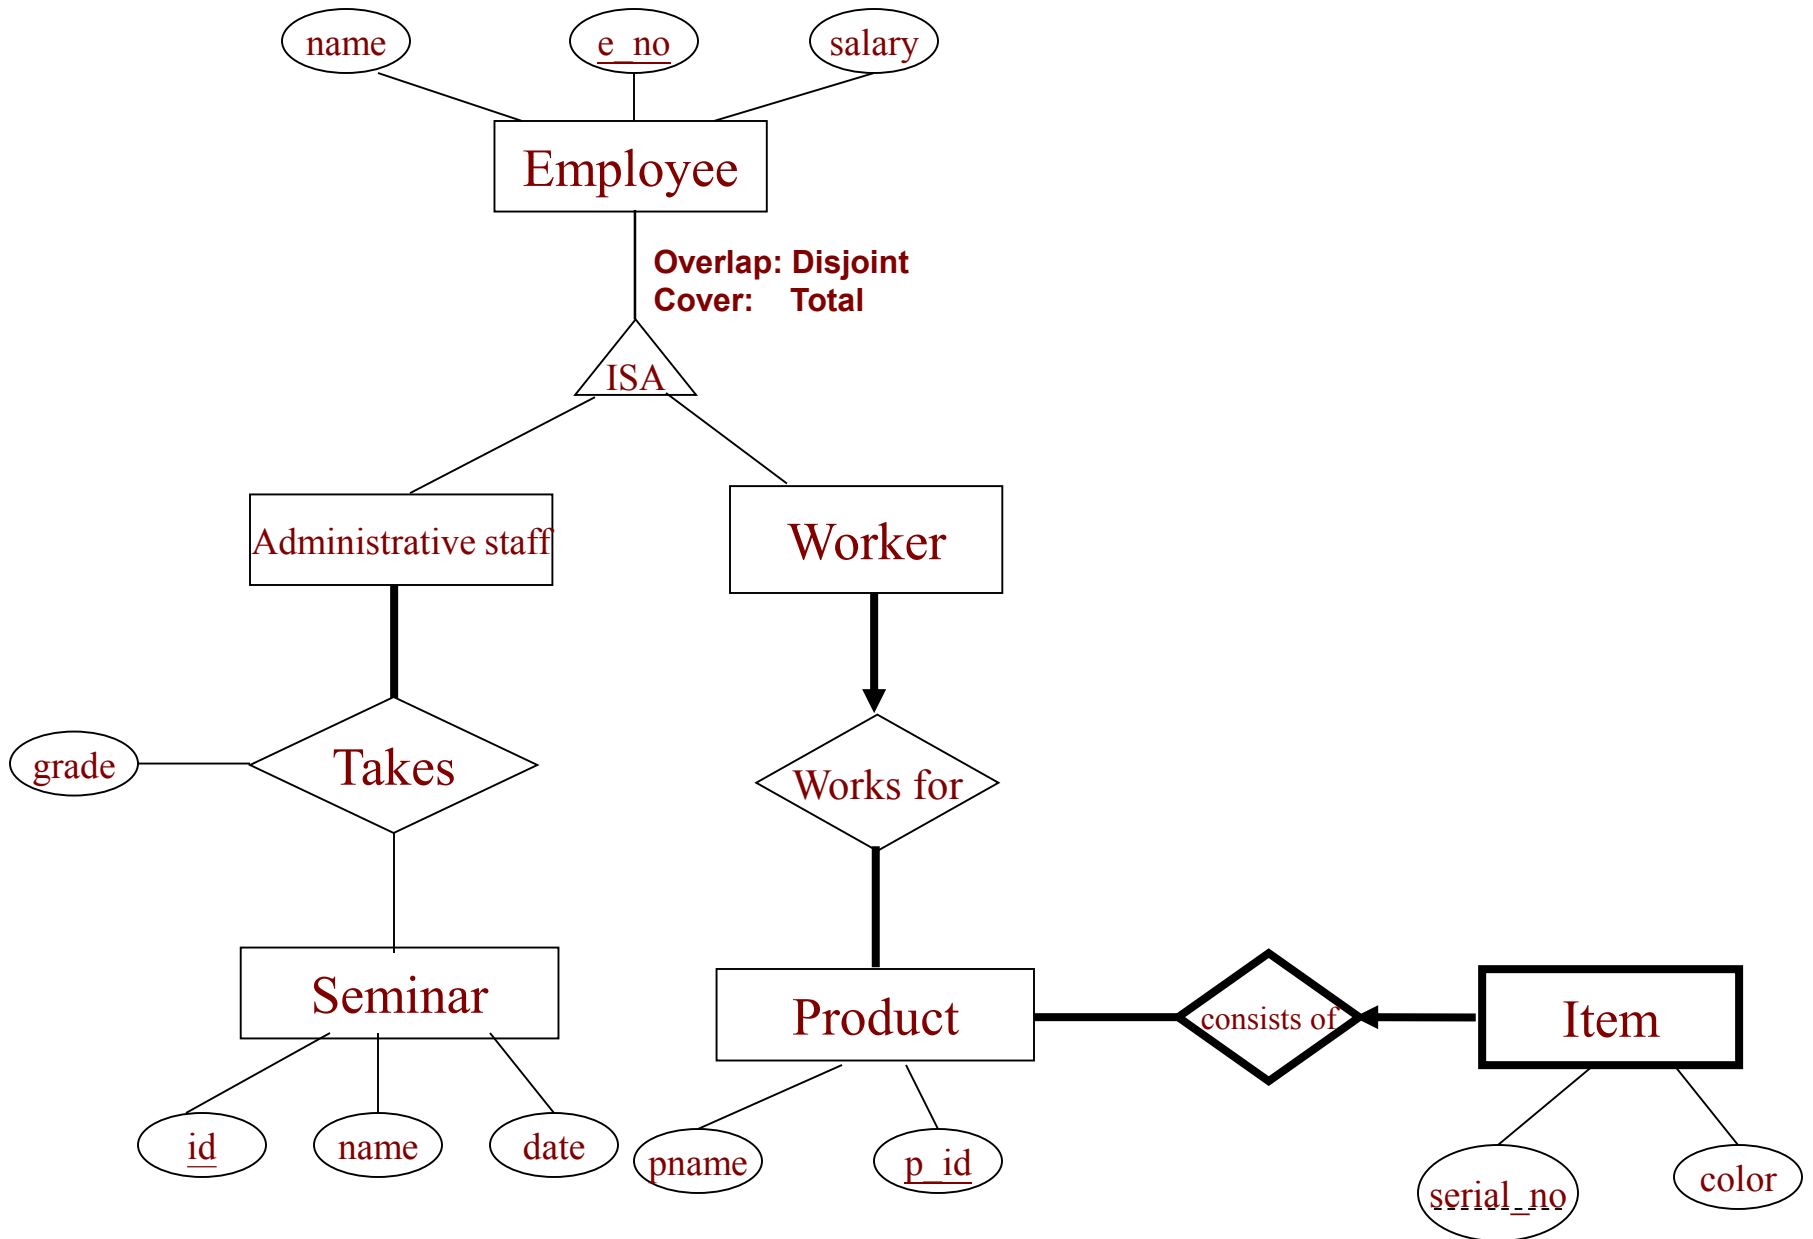 name
e_no
salary
Employee
Overlap: Disjoint
Cover: Total
ISA
Administrative staff
Worker
grade
Takes
Works for
Seminar
Product
consists of
Item
id
name
date
pname
p_id
serial_no
color